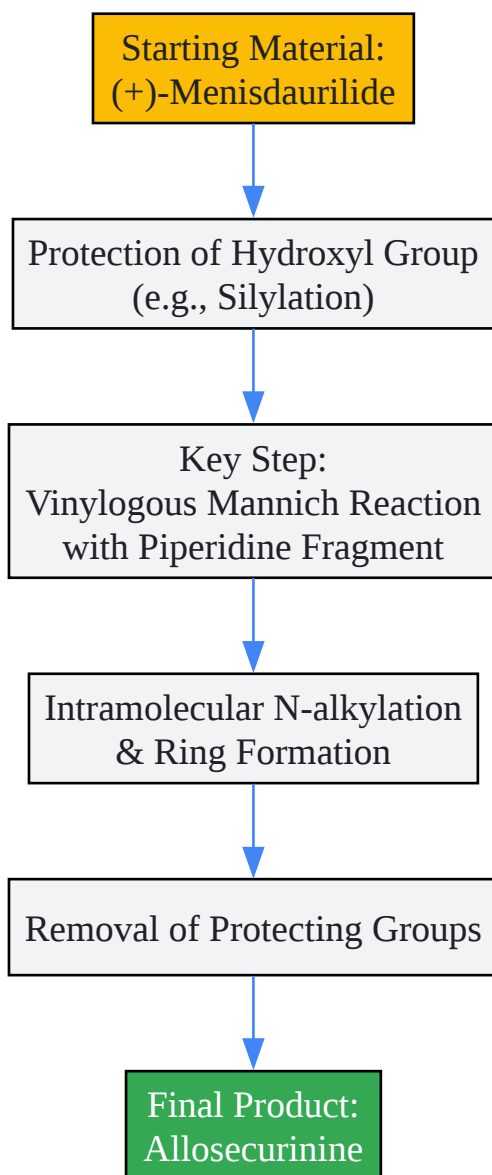 Starting Material:
(+)-Menisdaurilide
Protection of Hydroxyl Group
(e.g., Silylation)
Key Step:
Vinylogous Mannich Reaction
with Piperidine Fragment
Intramolecular N-alkylation
& Ring Formation
Removal of Protecting Groups
Final Product:
Allosecurinine